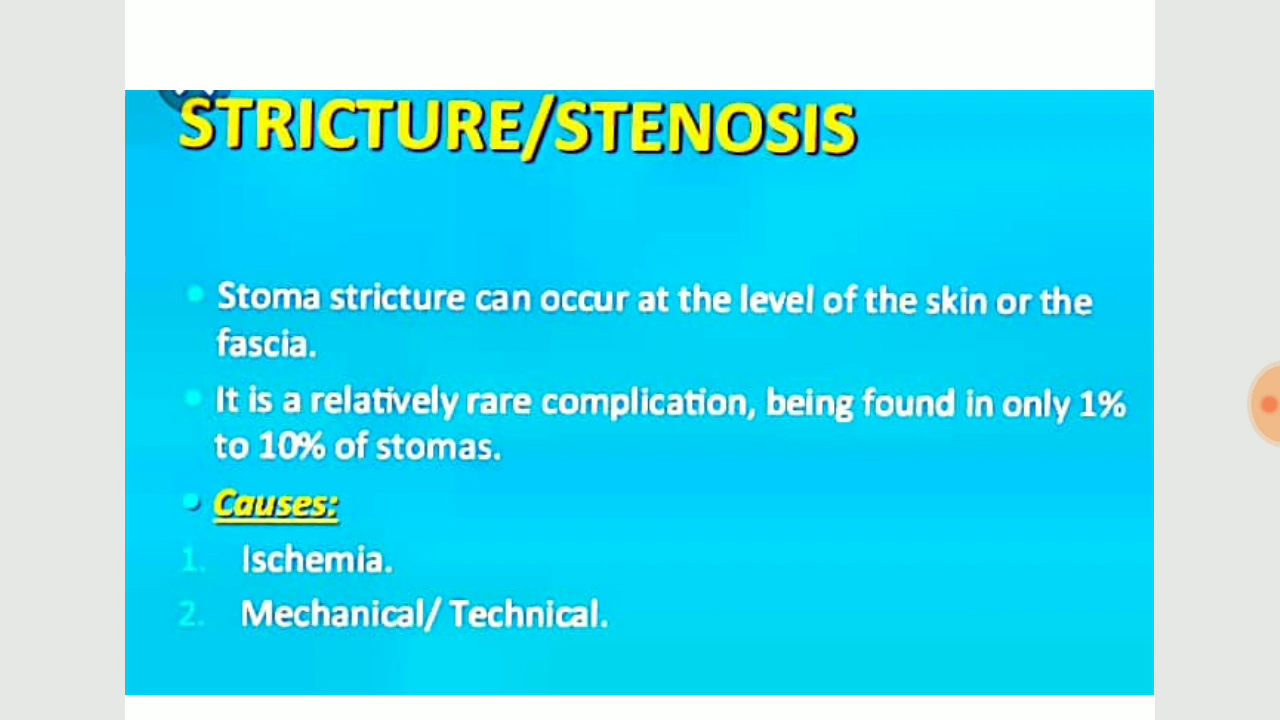 STRICTURE/STENOSIS
• Stoma stricture can occur at the level of the skin or the
fascia.
• It is a relatively rare complication, being found in only 1%
to 10% of stomas.
• Causes:
1. Ischemia.
2. Mechanical/ Technical.